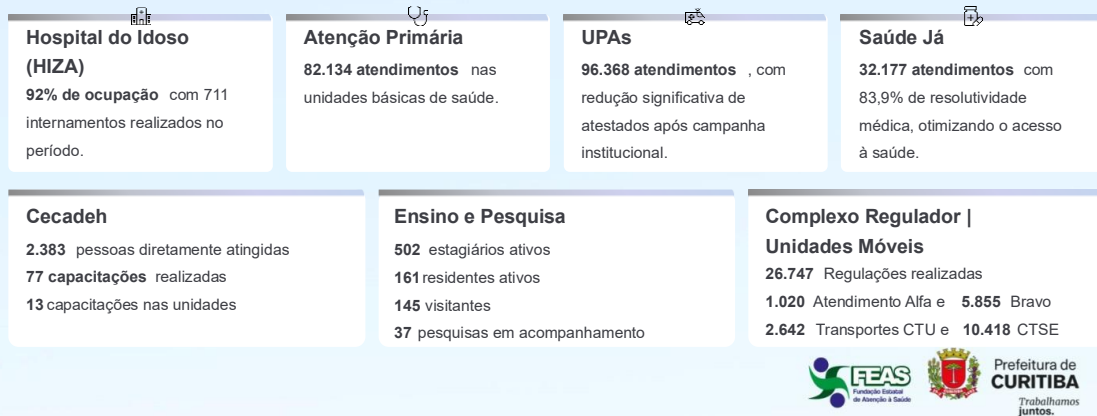 Hospital do Idoso
(HIZA)
92% de ocupação com 711
internamentos realizados no
período.
Atenção Primária
82.134 atendimentos nas
unidades básicas de saúde.
UPAs
96.368 atendimentos , com
redução significativa de
atestados após campanha
institucional.
Saúde Já
32.177 atendimentos com
83,9% de resolutividade
médica, otimizando o acesso
à saúde.
Cecadeh
2.383 pessoas diretamente atingidas
77 capacitações realizadas
13 capacitações nas unidades
Ensino e Pesquisa
502 estagiários ativos
161 residentes ativos
145 visitantes
37 pesquisas em acompanhamento
Complexo Regulador |
Unidades Móveis
26.747 Regulações realizadas
1.020 Atendimento Alfa e 5.855 Bravo
2.642 Transportes CTU e 10.418 CTSE
FEAS
Fundação Estatal
de Atenção à Saúde
Prefeitura de
CURITIBA
Trabalhamos
juntos.